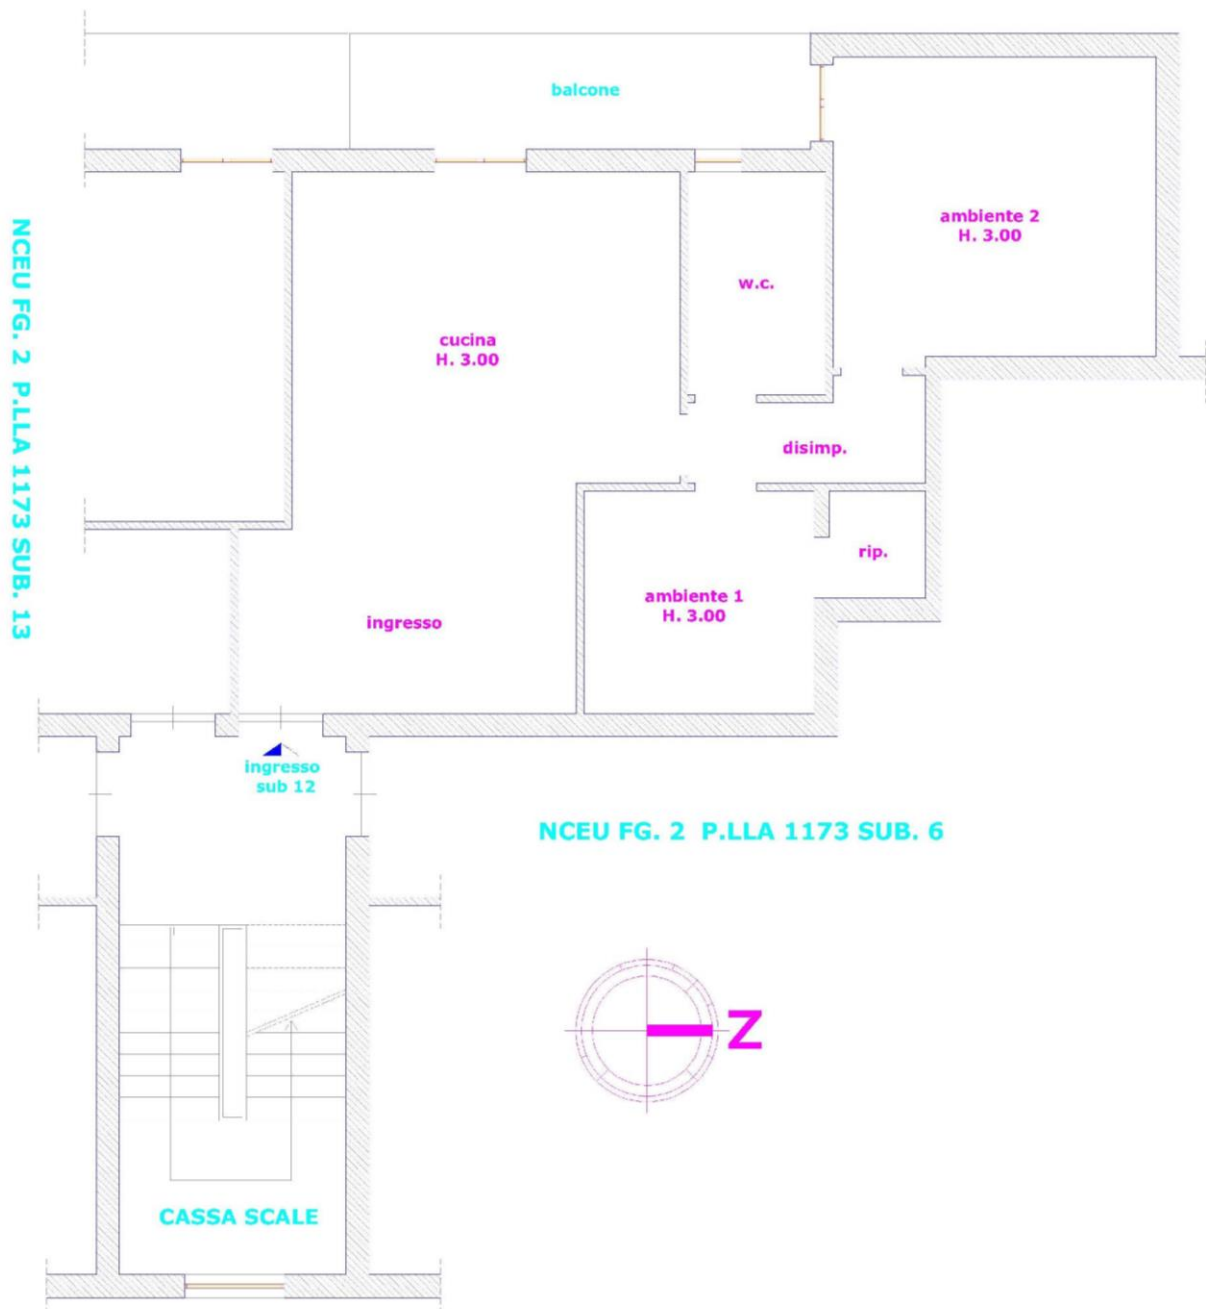 balcone
ambiente 2
H. 3.00
w.c.
cucina
H. 3.00
NCEU FG. 2 P.LLA 1173 SUB. 13
disimp.
rip.
ambiente 1
H. 3.00
ingresso
ingresso
sub 12
NCEU FG. 2 P.LLA 1173 SUB. 6
N
CASSA SCALE